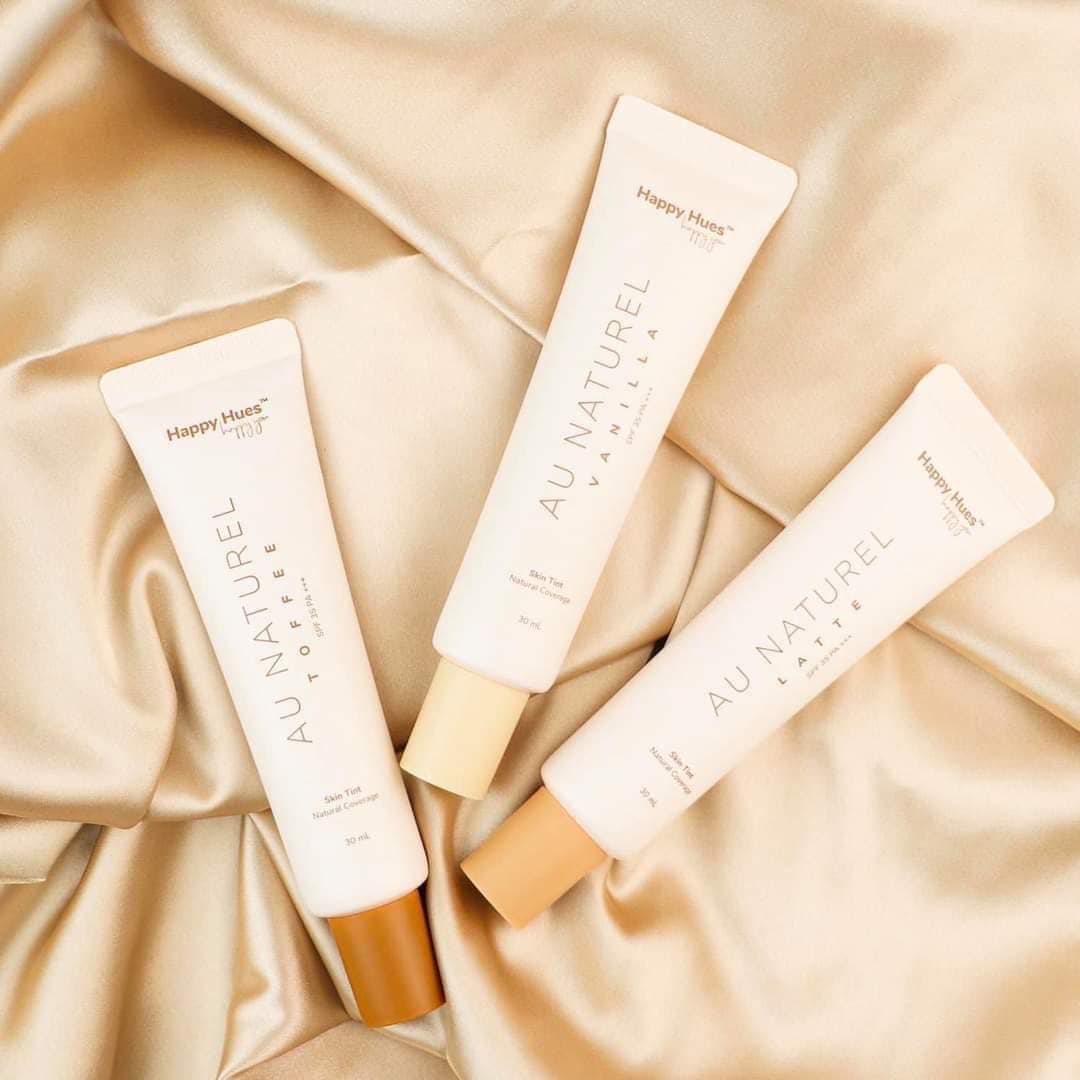 Happy Hues™
AU NATUREL
TOFFEE
SPF 35 PA +++
Skin Tint
Natural Coverage
30 mL
Happy Hues™
AU NATUREL
VANILLA
SPF 35 PA +++
Skin Tint
Natural Coverage
30 mL
Happy Hues™
AU NATUREL
LATTE
SPF 35 PA +++
Skin Tint
Natural Coverage
30 mL